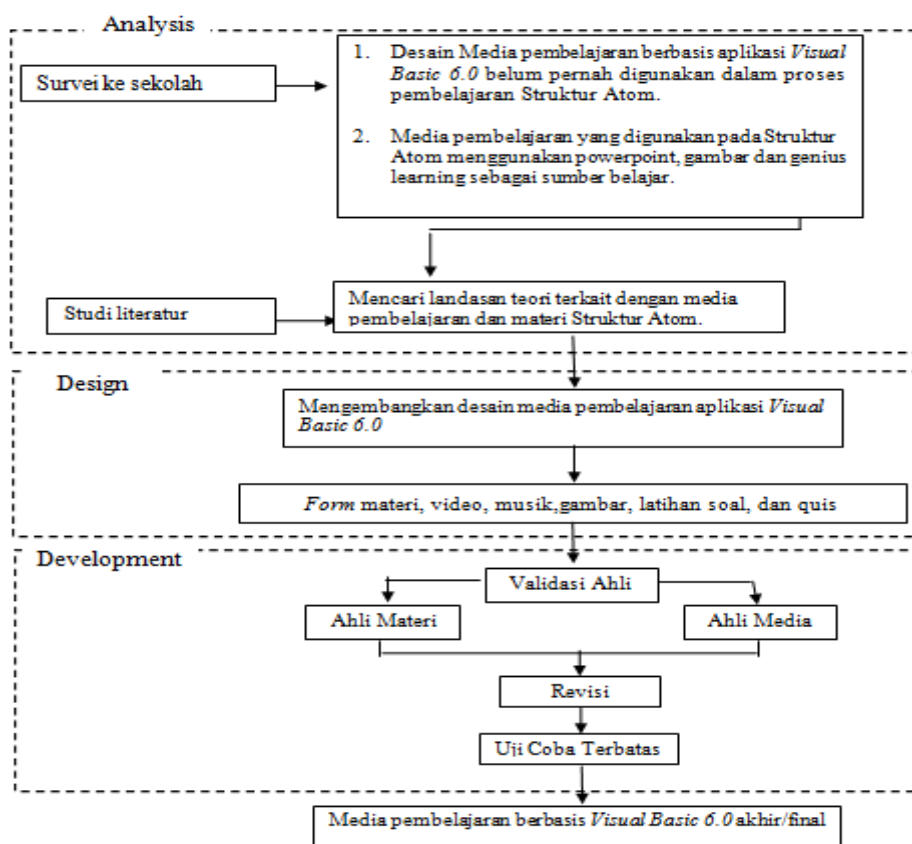 Analysis
Survei ke sekolah
1. Desain Media pembelajaran berbasis aplikasi Visual
Basic 6.0 belum pernah digunakan dalam proses
pembelajaran Struktur Atom.
2. Media pembelajaran yang digunakan pada Struktur
Atom menggunakan powerpoint, gambar dan genius
learning sebagai sumber belajar.
Studi literatur
Mencari landasan teori terkait dengan media
pembelajaran dan materi Struktur Atom.
Design
Mengembangkan desain media pembelajaran aplikasi Visual
Basic 6.0
Form materi, video, musik,gambar, latihan soal, dan quis
Development
Validasi Ahli
Ahli Materi
Ahli Media
Revisi
Uji Coba Terbatas
Media pembelajaran berbasis Visual Basic 6.0 akhir/final